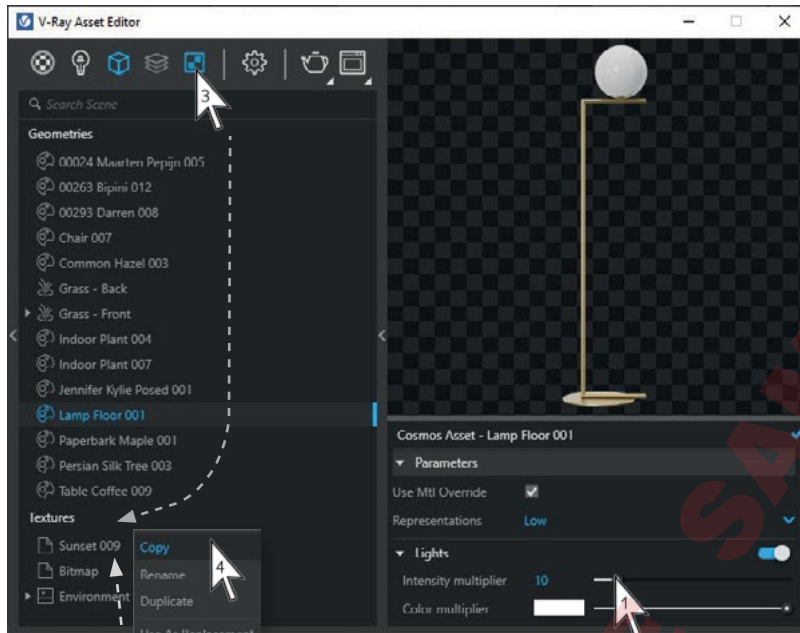 V-Ray Asset Editor
3
Search Scene
Geometries
00024 Maarten Pepijn 005
00263 Bipini 012
00293 Darren 008
Chair 007
Common Hazel 003
Grass - Back
Grass - Front
Indoor Plant 004
Indoor Plant 007
Jennifer Kylie Posed 001
Lamp Floor 001
Paperbark Maple 001
Persian Silk Tree 003
Table Coffee 009
Textures
Sunset 009
Bitmap
Environment
Copy
4
Rename
Duplicate
Use As Replacement
Cosmos Asset - Lamp Floor 001
Parameters
Use Mtl Override
Representations Low
Lights
Intensity multiplier 10
1
Color multiplier